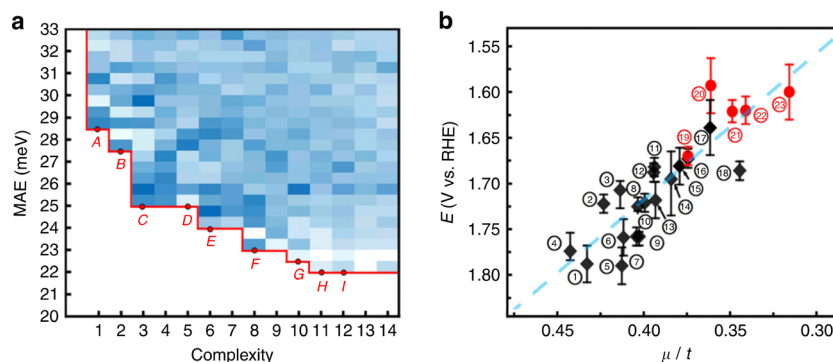 a
MAE (meV)
33
32
31
30
29
28
27
26
25
24
23
22
21
20
A
B
C
D
E
F
G
H
I
1 2 3 4 5 6 7 8 9 10 11 12 13 14
Complexity
b
E (V vs. RHE)
1.55
1.60
1.65
1.70
1.75
1.80
20
23
22
21
19
17
11
12
16
18
3
8
15
2
14
10
13
6
9
4
7
5
1
0.45 0.40 0.35 0.30
μ / t